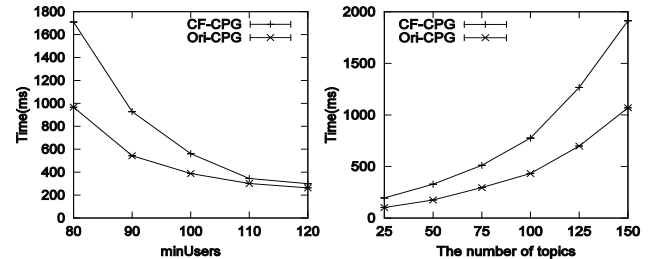 1800
1600
1400
1200
1000
800
600
400
200
0
Time(ms)
CF-CPG
Ori-CPG
80 90 100 110 120
minUsers
2000
1500
1000
500
0
Time(ms)
CF-CPG
Ori-CPG
25 50 75 100 125 150
The number of topics